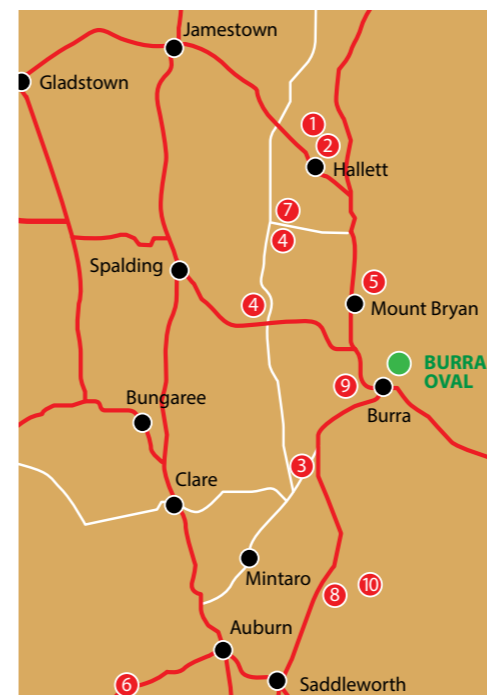 Jamestown
Gladstown
1
2
Hallett
7
4
Spalding
5
4
Mount Bryan
BURRA
OVAL
9
Burra
Bungaree
3
Clare
Mintaro
10
8
Auburn
6
Saddleworth